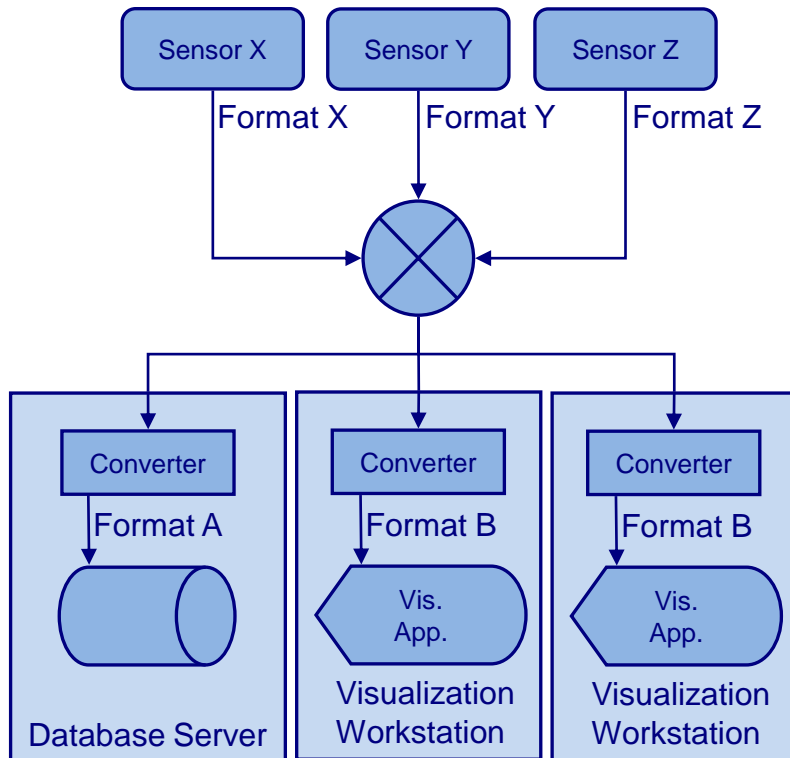 Sensor X
Sensor Y
Sensor Z
Format X
Format Y
Format Z
Converter
Converter
Converter
Format A
Format B
Format B
Vis.
App.
Vis.
App.
Database Server
Visualization
Workstation
Visualization
Workstation